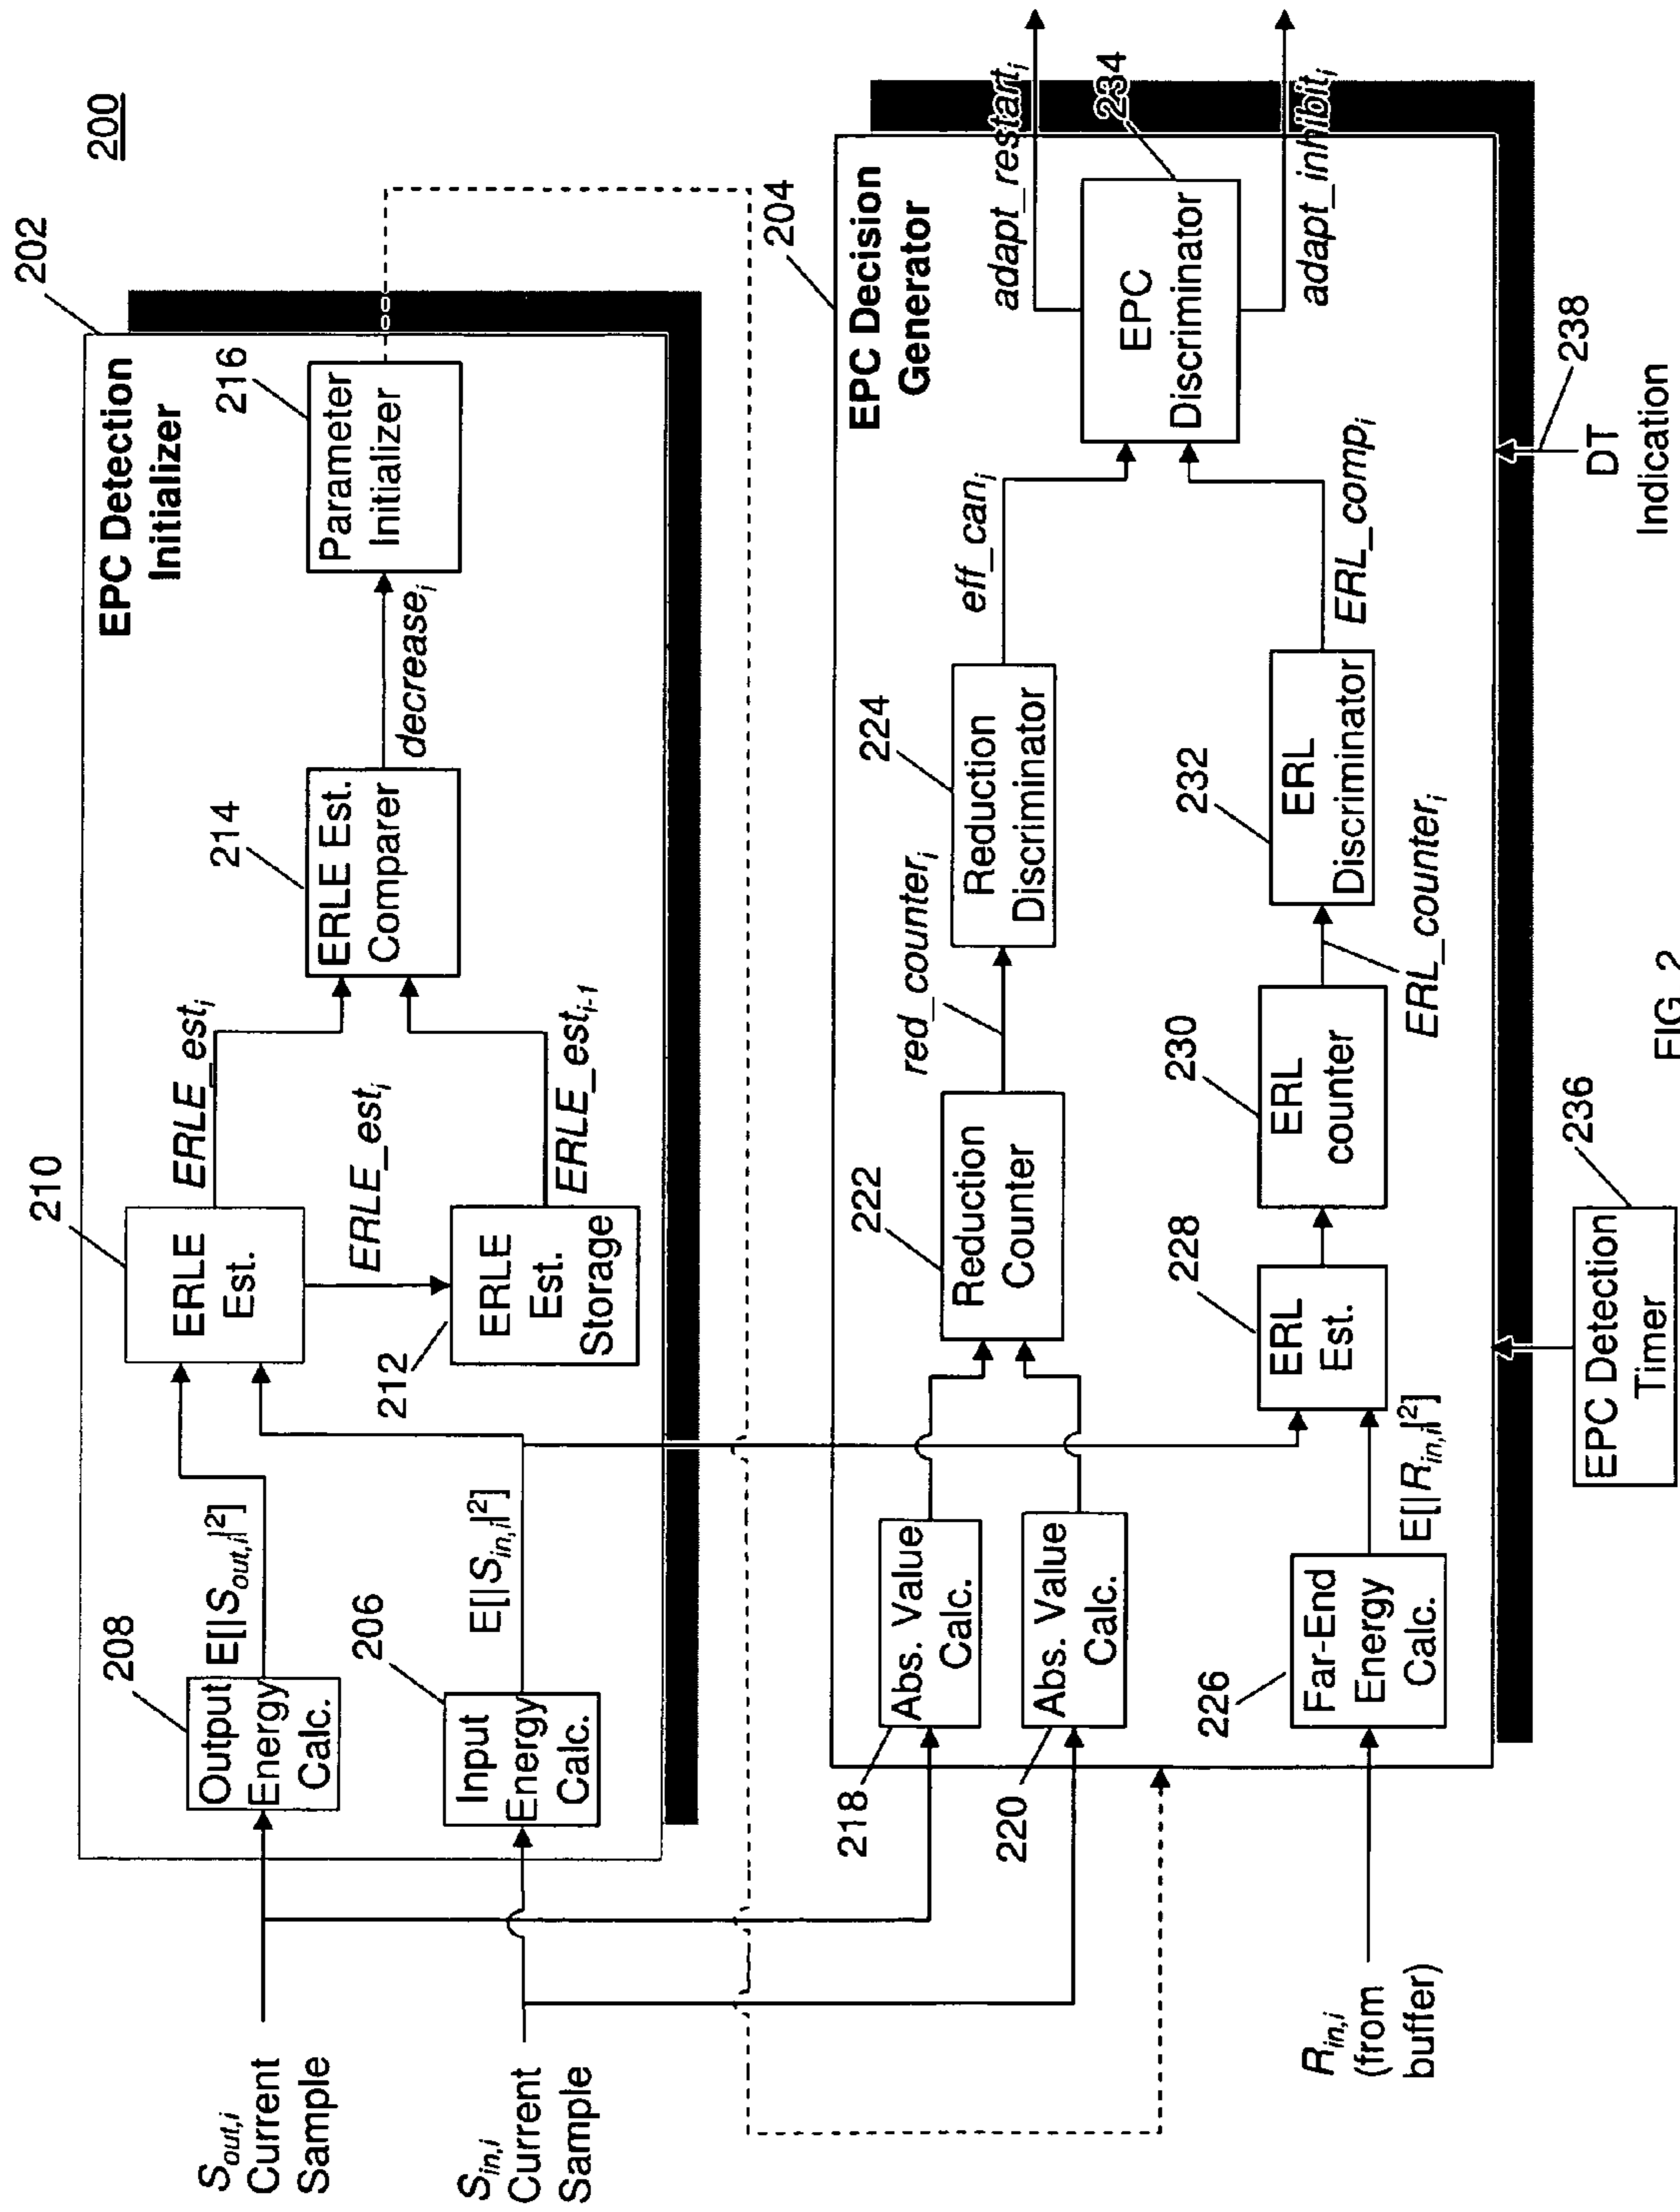 200
202
EPC Detection
Initializer
208
Output
Energy
Calc.
E[|S_out,i|²]
206
Input
Energy
Calc.
E[|S_in,i|²]
210
ERLE
Est.
ERLE_est_i
ERLE_est_i
212
ERLE
Est.
Storage
ERLE_est_i-1
214
ERLE Est.
Comparer
decrease_i
216
Parameter
Initializer
S_out,i
Current
Sample
S_in,i
Current
Sample
204
EPC Decision
Generator
218
Abs. Value
Calc.
220
Abs. Value
Calc.
222
Reduction
Counter
red_counter_i
224
Reduction
Discriminator
eff_can_i
R_in,i
(from
buffer)
226
Far-End
Energy
Calc.
E[|R_in,i|²]
228
ERL
Est.
230
ERL
counter
ERL_counter_i
232
ERL
Discriminator
ERL_comp_i
EPC
Discriminator
234
adapt_restart_i
adapt_inhibit_i
EPC Detection
Timer
236
238
DT
Indication
FIG. 2